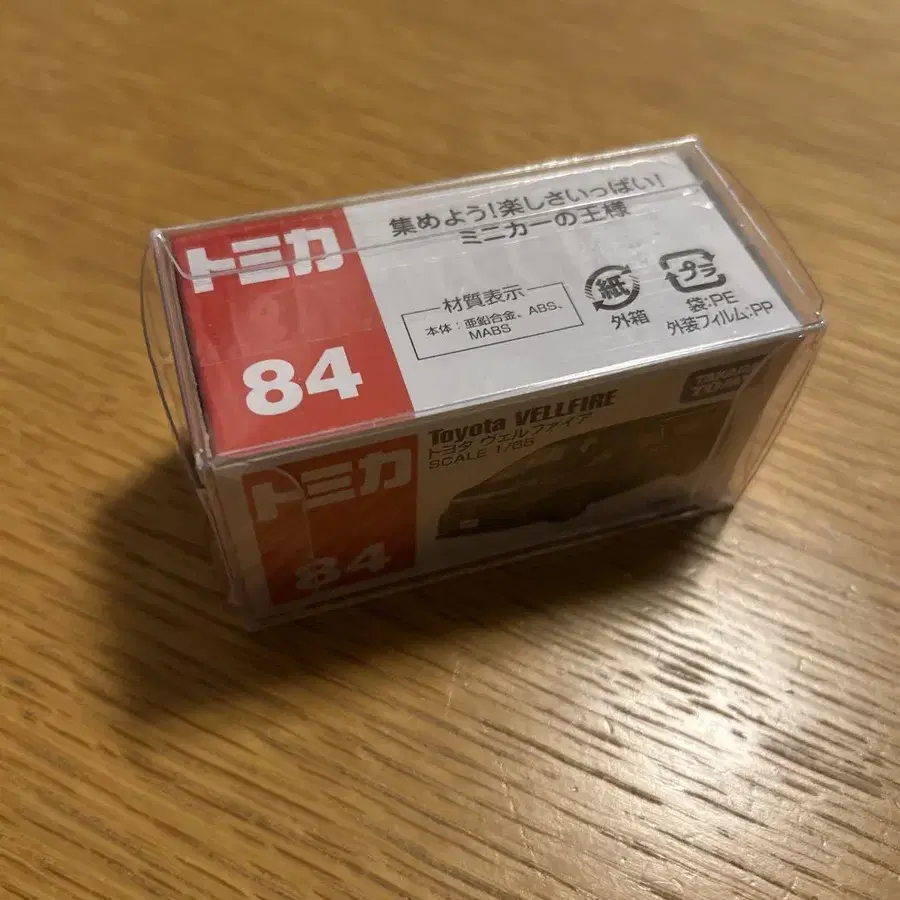 トミカ
84
集めよう!楽しさいっぱい!
ミニカーの王様
材質表示
本体:亜鉛合金、ABS、
MABS
紙
外箱
プラ
袋:PE
外装フィルム:PP
トミカ
84
Toyota VELLFIRE
トヨタ ヴェルファイア
SCALE 1/65
TAKARA
TOMY